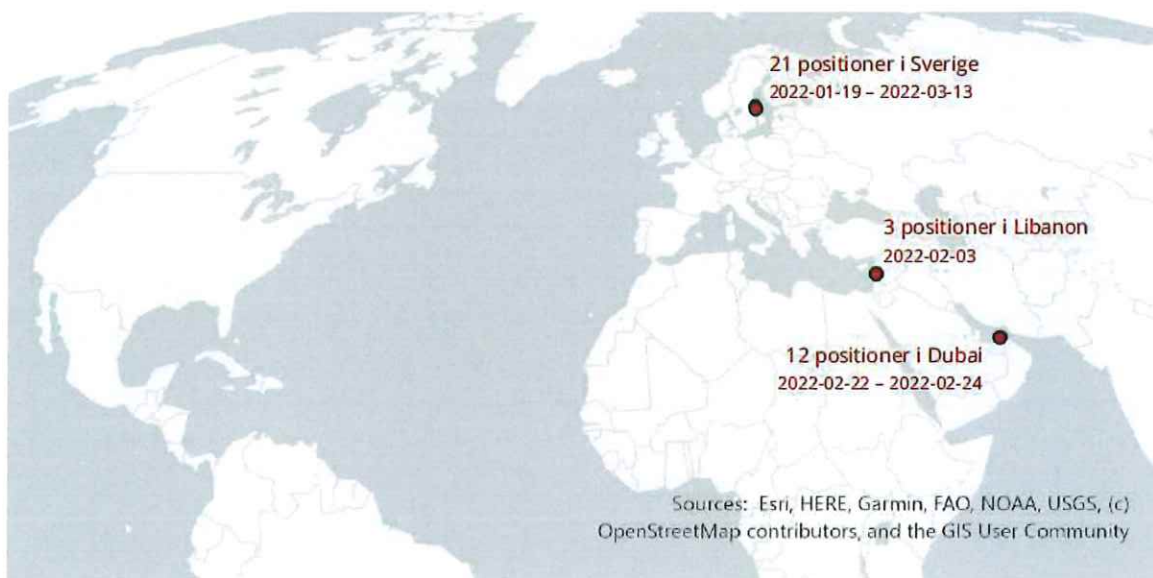 21 positioner i Sverige
2022-01-19 – 2022-03-13
3 positioner i Libanon
2022-02-03
12 positioner i Dubai
2022-02-22 – 2022-02-24
Sources: Esri, HERE, Garmin, FAO, NOAA, USGS, (c)
OpenStreetMap contributors, and the GIS User Community